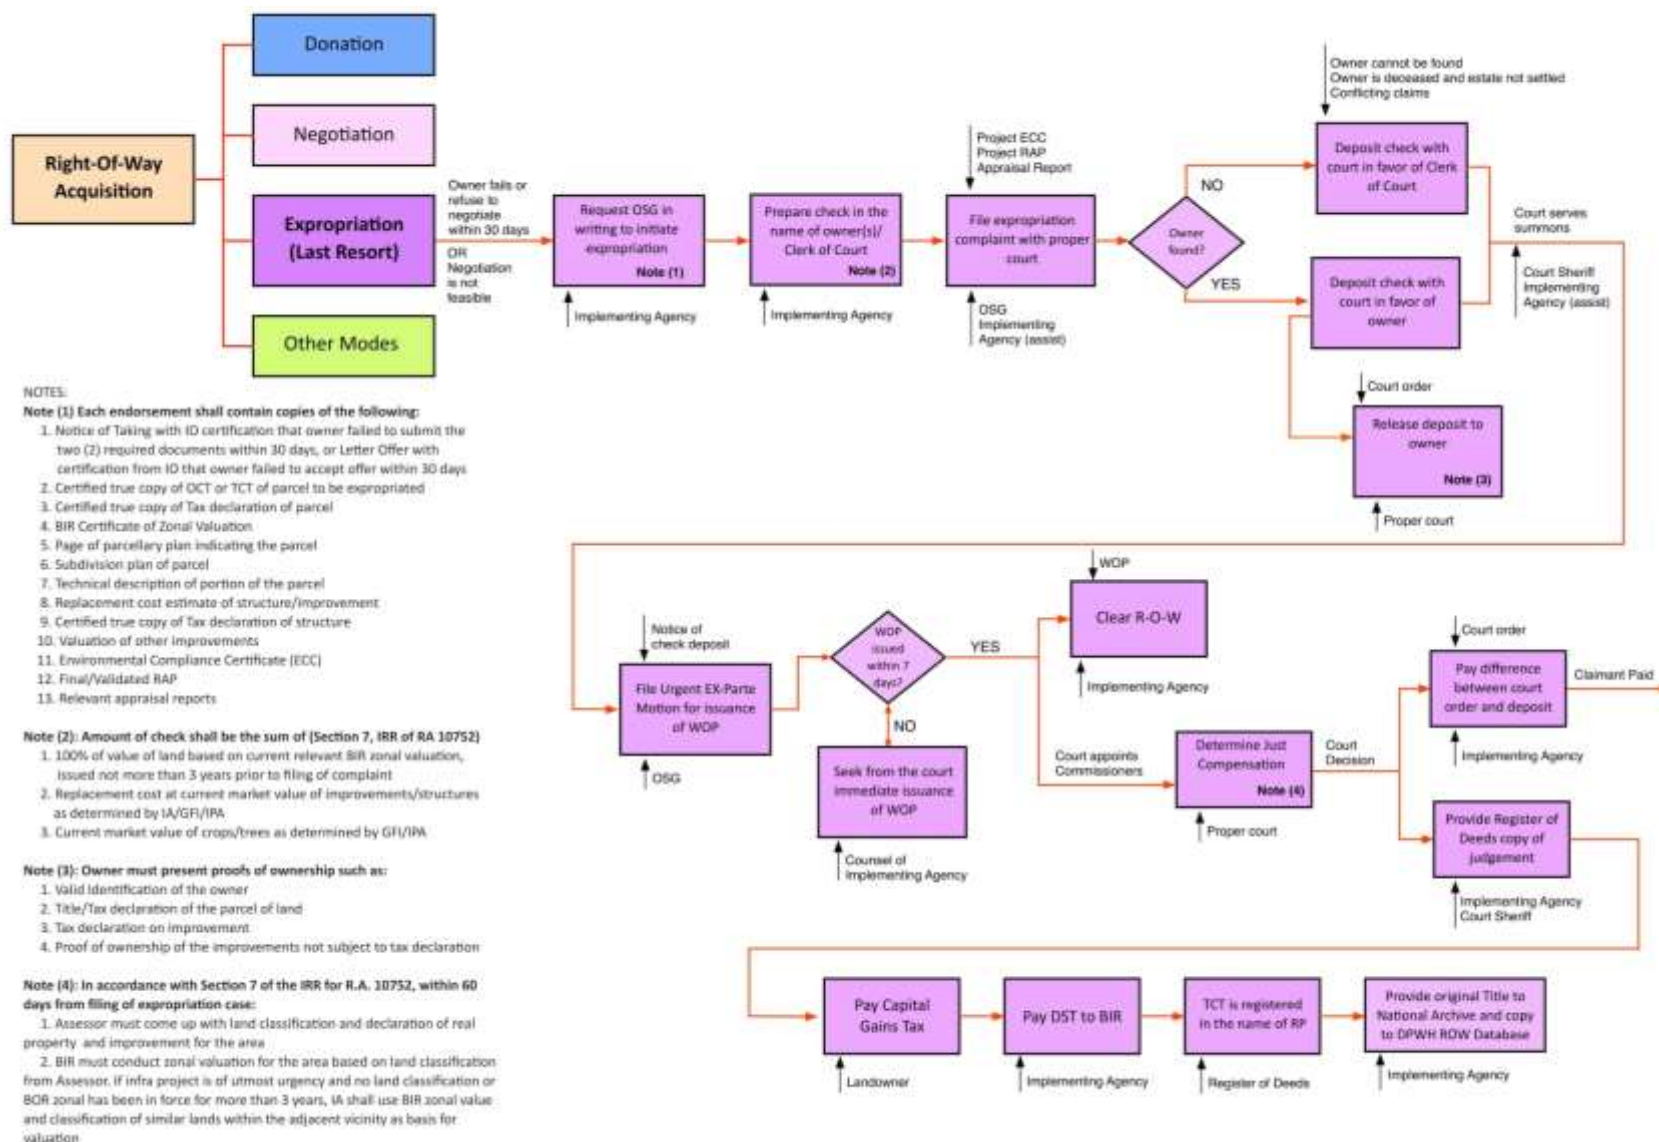 Donation
Negotiation
Right-Of-Way
Acquisition
Expropriation
(Last Resort)
Other Modes
Owner fails or
refuse to
negotiate
within 30 days
OR
Negotiation
is not
feasible
Request OSG in
writing to initiate
expropriation
Note (1)
Implementing Agency
Prepare check in the
name of owner(s)/
Clerk of Court
Note (2)
Implementing Agency
Project ECC
Project RAP
Appraisal Report
File expropriation
complaint with proper
court
OSG
Implementing
Agency (assist)
Owner
found?
NO
YES
Owner cannot be found
Owner is deceased and estate not settled
Conflicting claims
Deposit check with
court in favor of Clerk
of Court
Deposit check with
court in favor of
owner
Court serves
summons
Court Sheriff
Implementing
Agency (assist)
Court order
Release deposit to
owner
Note (3)
Proper court
NOTES:
Note (1) Each endorsement shall contain copies of the following:
1. Notice of Taking with ID certification that owner failed to submit the
two (2) required documents within 30 days, or Letter Offer with
certification from IO that owner failed to accept offer within 30 days
2. Certified true copy of OCT or TCT of parcel to be expropriated
3. Certified true copy of Tax declaration of parcel
4. BIR Certificate of Zonal Valuation
5. Page of parcellary plan indicating the parcel
6. Subdivision plan of parcel
7. Technical description of portion of the parcel
8. Replacement cost estimate of structure/improvement
9. Certified true copy of Tax declaration of structure
10. Valuation of other improvements
11. Environmental Compliance Certificate (ECC)
12. Final/Validated RAP
13. Relevant appraisal reports
Note (2): Amount of check shall be the sum of (Section 7, IRR of RA 10752)
1. 100% of value of land based on current relevant BIR zonal valuation,
issued not more than 3 years prior to filing of complaint
2. Replacement cost at current market value of improvements/structures
as determined by IA/GFI/IPA
3. Current market value of crops/trees as determined by GFI/IPA
Note (3): Owner must present proofs of ownership such as:
1. Valid Identification of the owner
2. Title/Tax declaration of the parcel of land
3. Tax declaration on improvement
4. Proof of ownership of the improvements not subject to tax declaration
Note (4): In accordance with Section 7 of the IRR for R.A. 10752, within 60
days from filing of expropriation case:
1. Assessor must come up with land classification and declaration of real
property and improvement for the area
2. BIR must conduct zonal valuation for the area based on land classification
from Assessor. If infra project is of utmost urgency and no land classification or
BOR zonal has been in force for more than 3 years, IA shall use BIR zonal value
and classification of similar lands within the adjacent vicinity as basis for
valuation
Notice of
check deposit
File Urgent EX-Parte
Motion for issuance
of WOP
OSG
WOP
issued
within 7
days?
YES
NO
Seek from the court
immediate issuance
of WOP
Counsel of
Implementing Agency
WOP
Clear R-O-W
Implementing Agency
Court appoints
Commissioners
Determine Just
Compensation
Note (4)
Proper court
Court
Decision
Court order
Pay difference
between court
order and deposit
Claimant Paid
Implementing Agency
Provide Register of
Deeds copy of
judgement
Implementing Agency
Court Sheriff
Pay Capital
Gains Tax
Landowner
Pay DST to BIR
Implementing Agency
TCT is registered
in the name of RP
Register of Deeds
Provide original Title to
National Archive and copy
to DPWH ROW Database
Implementing Agency